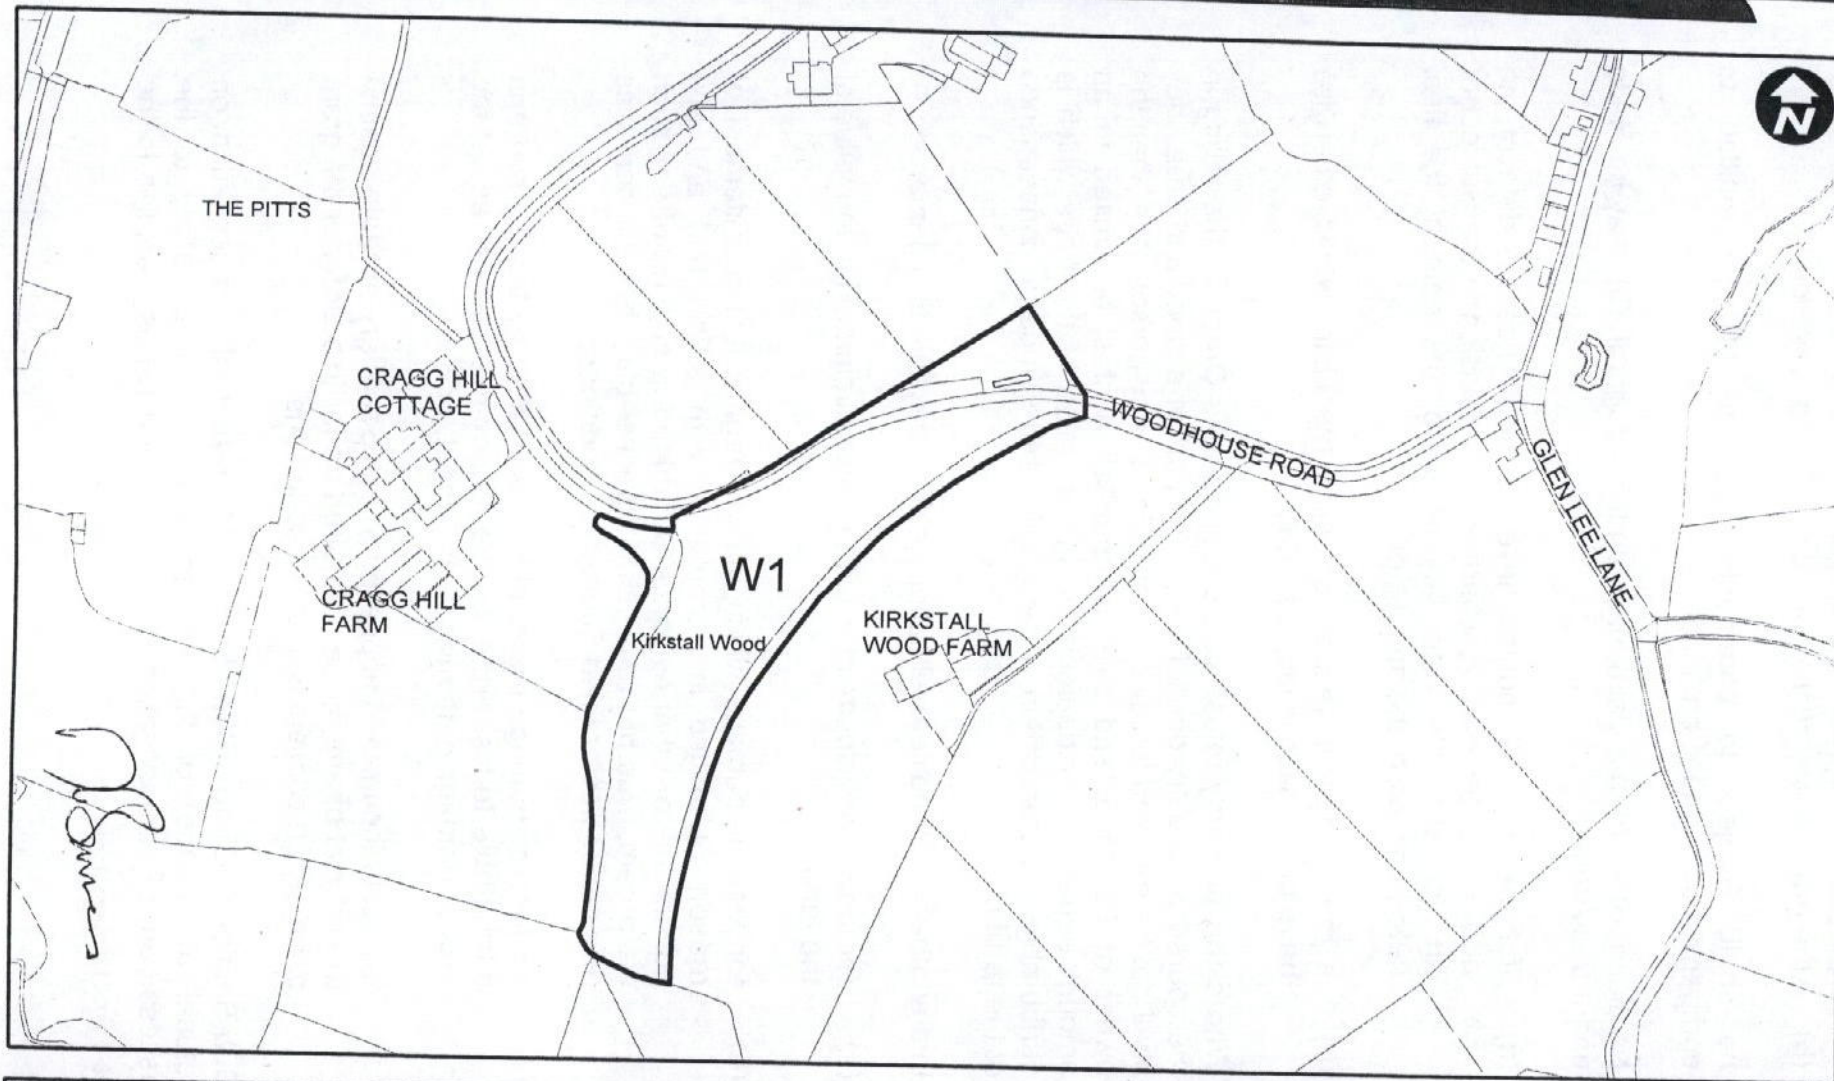 N
THE PITTS
CRAGG HILL
COTTAGE
WOODHOUSE ROAD
GLEN LEE LANE
W1
CRAGG HILL
FARM
KIRKSTALL
WOOD FARM
Kirkstall Wood